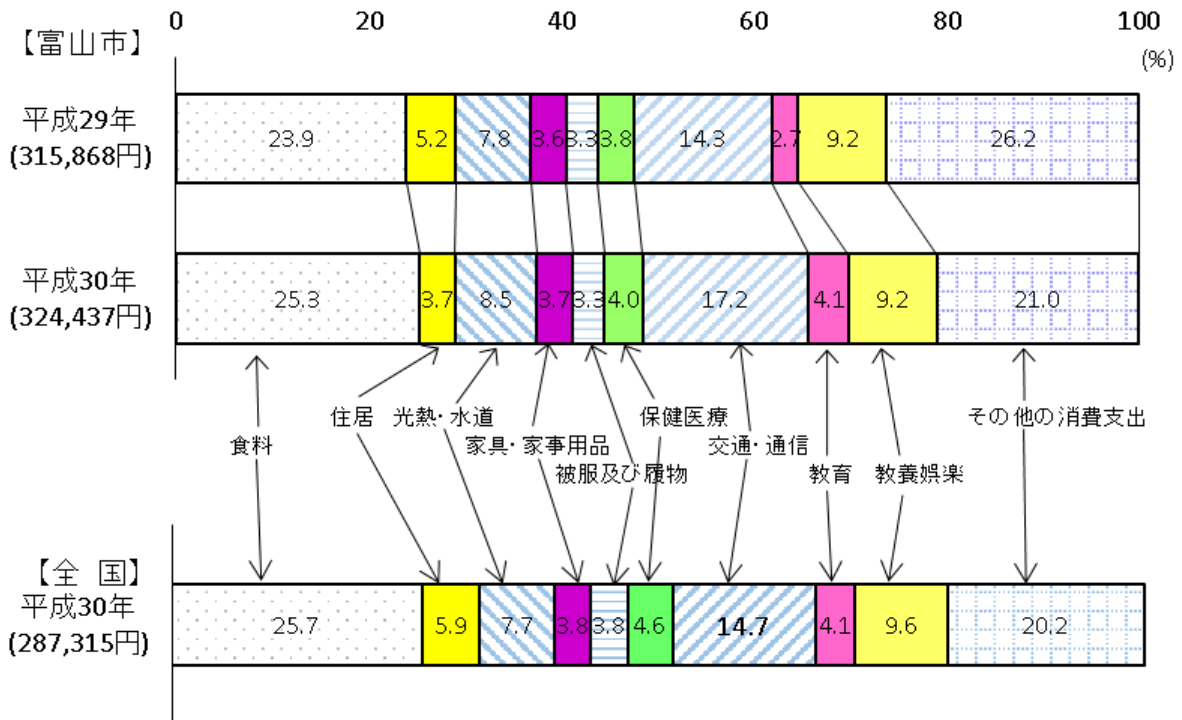 0 20 40 60 80 100
(%)
【富山市】
平成29年
(315,868円)
23.9 5.2 7.8 3.6 3.3 3.8 14.3 2.7 9.2 26.2
平成30年
(324,437円)
25.3 3.7 8.5 3.7 3.3 4.0 17.2 4.1 9.2 21.0
食料
住居
光熱・水道
家具・家事用品
被服及び履物
保健医療
交通・通信
教育
教養娯楽
その他の消費支出
【全 国】
平成30年
(287,315円)
25.7 5.9 7.7 3.8 3.8 4.6 14.7 4.1 9.6 20.2